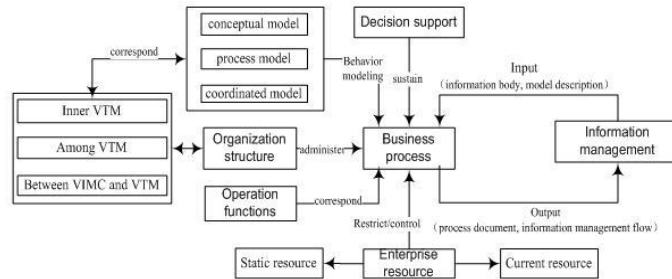 conceptual model
process model
coordinated model
Decision support
correspond
Behavior
modeling
sustain
Input
(information body, model description)
Inner VTM
Among VTM
Between VIMC and VTM
Organization
structure
administer
Business
process
Information
management
Operation
functions
correspond
Restrict/control
Output
(process document, information management flow)
Static resource
Enterprise
resource
Current resource